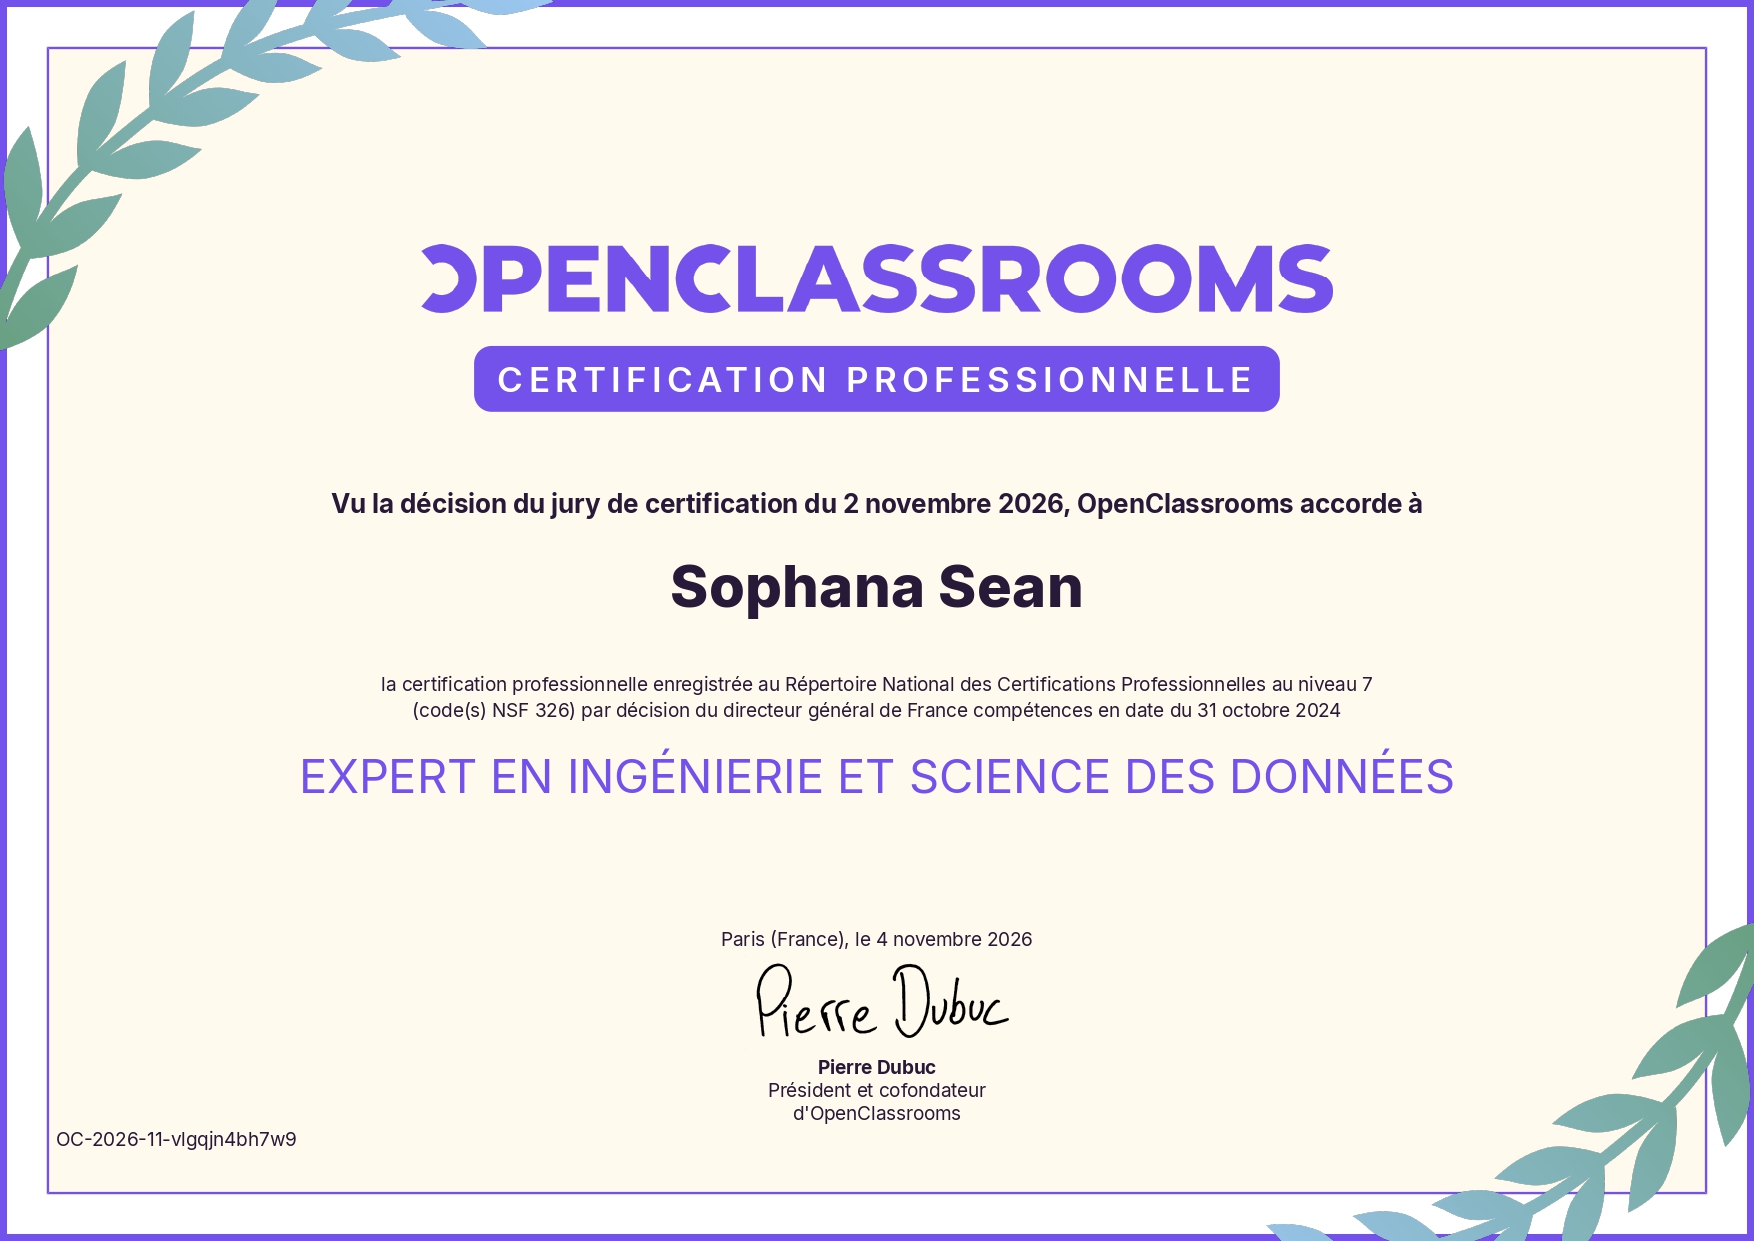 OPENCLASSROOMS
CERTIFICATION PROFESSIONNELLE
Vu la décision du jury de certification du 2 novembre 2026, OpenClassrooms accorde à
Sophana Sean
la certification professionnelle enregistrée au Répertoire National des Certifications Professionnelles au niveau 7
(code(s) NSF 326) par décision du directeur général de France compétences en date du 31 octobre 2024
EXPERT EN INGÉNIERIE ET SCIENCE DES DONNÉES
Paris (France), le 4 novembre 2026
Pierre Dubuc
Pierre Dubuc
Président et cofondateur
d'OpenClassrooms
OC-2026-11-vlgqjn4bh7w9